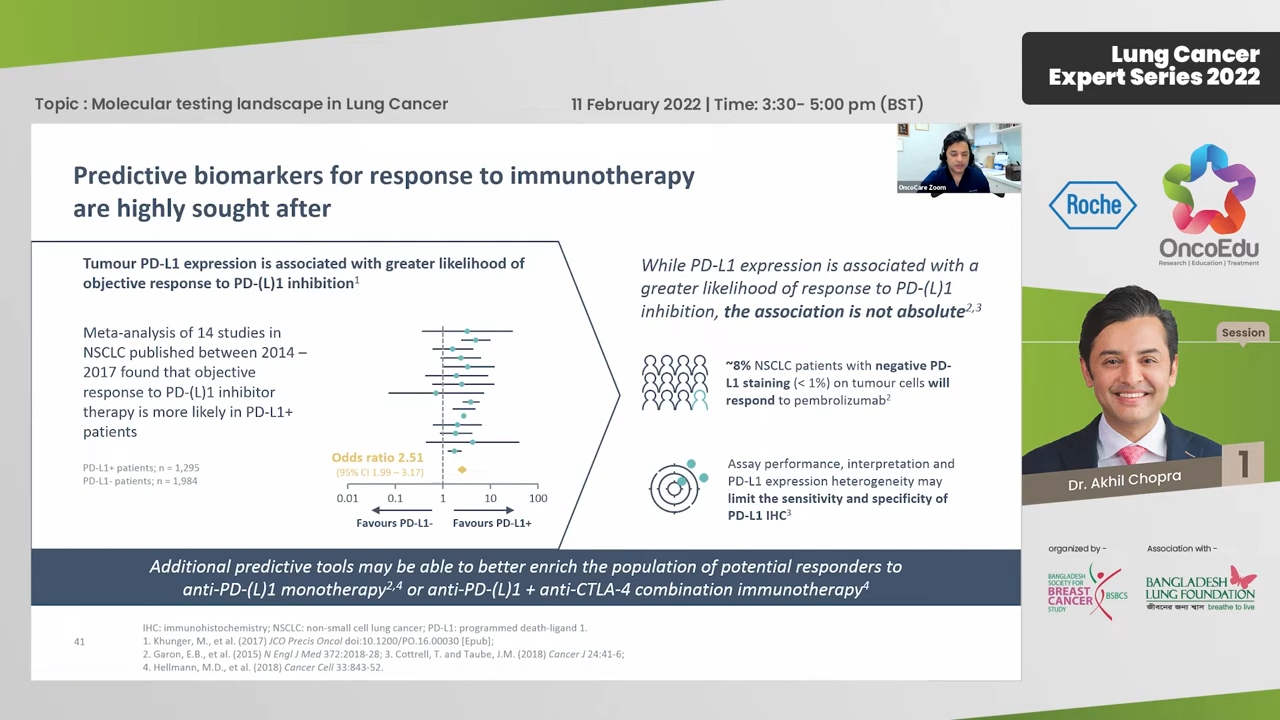 Lung Cancer
Expert Series 2022
Topic : Molecular testing landscape in Lung Cancer
11 February 2022 | Time: 3:30- 5:00 pm (BST)
OncoCare Zoom
Predictive biomarkers for response to immunotherapy
are highly sought after
Tumour PD-L1 expression is associated with greater likelihood of
objective response to PD-(L)1 inhibition1
Meta-analysis of 14 studies in
NSCLC published between 2014 –
2017 found that objective
response to PD-(L)1 inhibitor
therapy is more likely in PD-L1+
patients
PD-L1+ patients; n = 1,295
PD-L1- patients; n = 1,984
Odds ratio 2.51
(95% CI 1.99 – 3.17)
0.01 0.1 1 10 100
Favours PD-L1- Favours PD-L1+
While PD-L1 expression is associated with a
greater likelihood of response to PD-(L)1
inhibition, the association is not absolute2,3
~8% NSCLC patients with negative PD-
L1 staining (< 1%) on tumour cells will
respond to pembrolizumab2
Assay performance, interpretation and
PD-L1 expression heterogeneity may
limit the sensitivity and specificity of
PD-L1 IHC3
Additional predictive tools may be able to better enrich the population of potential responders to
anti-PD-(L)1 monotherapy2,4 or anti-PD-(L)1 + anti-CTLA-4 combination immunotherapy4
41
IHC: immunohistochemistry; NSCLC: non-small cell lung cancer; PD-L1: programmed death-ligand 1.
1. Khunger, M., et al. (2017) JCO Precis Oncol doi:10.1200/PO.16.00030 [Epub];
2. Garon, E.B., et al. (2015) N Engl J Med 372:2018-28; 3. Cottrell, T. and Taube, J.M. (2018) Cancer J 24:41-6;
4. Hellmann, M.D., et al. (2018) Cancer Cell 33:843-52.
Roche
OncoEdu
Research | Education | Treatment
Session
1
Dr. Akhil Chopra
organized by -
BANGLADESH
SOCIETY FOR
BREAST
CANCER
STUDY
BSBCS
Association with -
BANGLADESH
LUNG FOUNDATION
জীবনের জন্য শ্বাস breathe to live